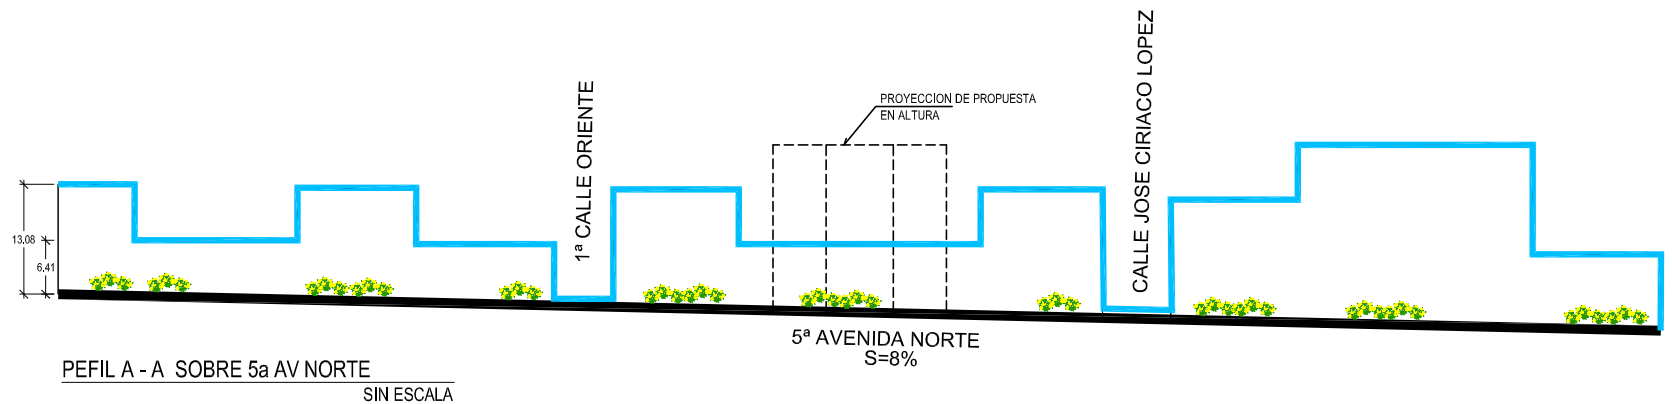 CALLE JOSE CIRIACO LOPEZ
1ª CALLE ORIENTE
PROYECCION DE PROPUESTA
EN ALTURA
13.08
6.41
5ª AVENIDA NORTE
S=8%
PEFIL A - A  SOBRE 5a AV NORTE
SIN ESCALA